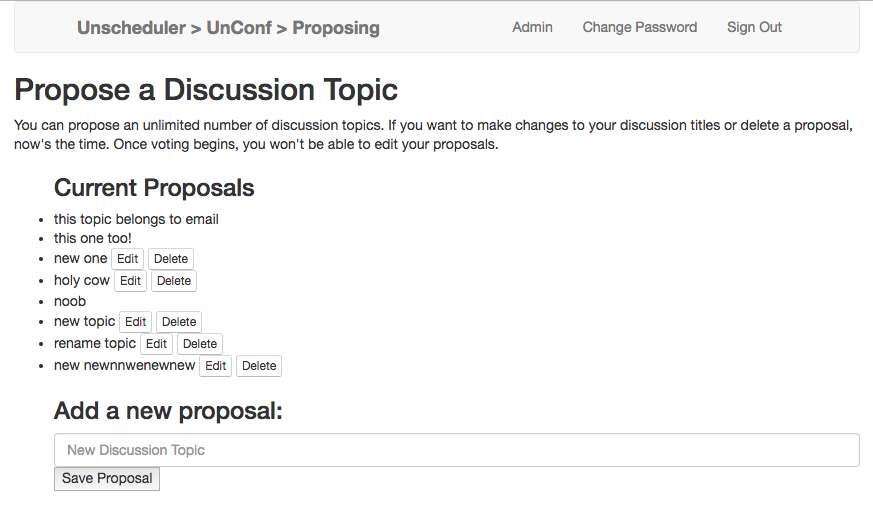 Unscheduler > UnConf > Proposing Admin Change Password Sign Out
Propose a Discussion Topic
You can propose an unlimited number of discussion topics. If you want to make changes to your discussion titles or delete a proposal,
now's the time. Once voting begins, you won't be able to edit your proposals.
Current Proposals
• this topic belongs to email
• this one too!
• new one Edit Delete
• holy cow Edit Delete
• noob
• new topic Edit Delete
• rename topic Edit Delete
• new newnnwenewnew Edit Delete
Add a new proposal:
New Discussion Topic
Save Proposal